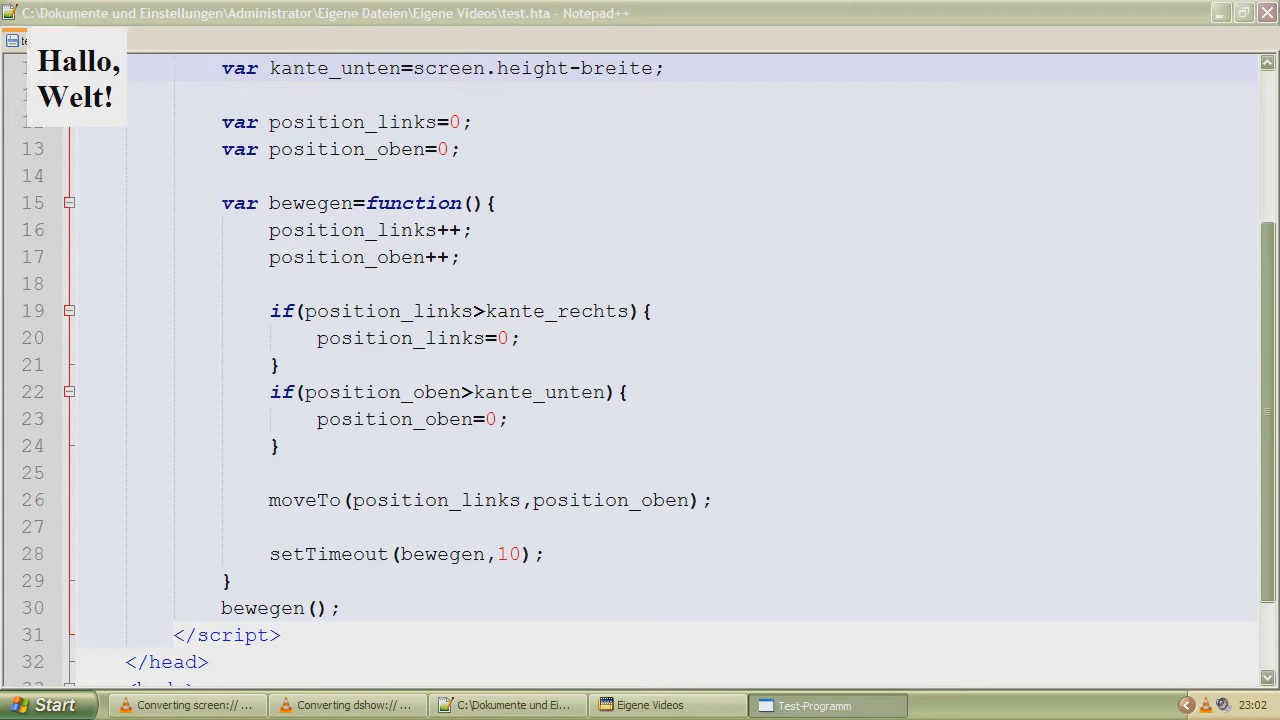 C:\Dokumente und Einstellungen\Administrator\Eigene Dateien\Eigene Videos\test.hta - Notepad++
Hallo,
Welt!
var kante_unten=screen.height-breite;
12 var position_links=0;
13 var position_oben=0;
14
15 var bewegen=function(){
16 position_links++;
17 position_oben++;
18
19 if(position_links>kante_rechts){
20 position_links=0;
21 }
22 if(position_oben>kante_unten){
23 position_oben=0;
24 }
25
26 moveTo(position_links,position_oben);
27
28 setTimeout(bewegen,10);
29 }
30 bewegen();
31 </script>
32 </head>
Start
Converting screen:// ...
Converting dshow:// ...
C:\Dokumente und Ei...
Eigene Videos
Test-Programm
23:02